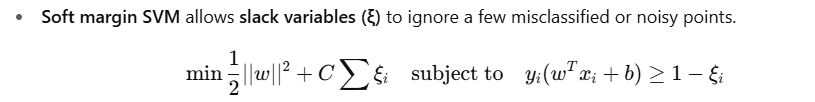 • Soft margin SVM allows slack variables (ξ) to ignore a few misclassified or noisy points.
min 1/2 ||w||² + C ∑ ξᵢ subject to yᵢ(wᵀxᵢ + b) ≥ 1 − ξᵢ